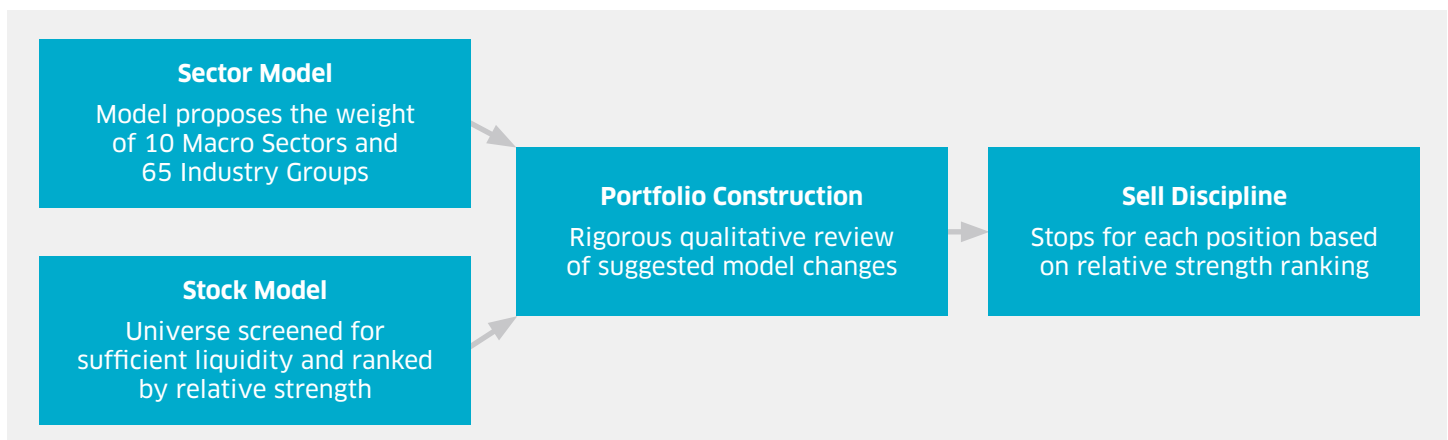 Sector Model
Model proposes the weight
of 10 Macro Sectors and
65 Industry Groups
Stock Model
Universe screened for
sufficient liquidity and ranked
by relative strength
Portfolio Construction
Rigorous qualitative review
of suggested model changes
Sell Discipline
Stops for each position based
on relative strength ranking